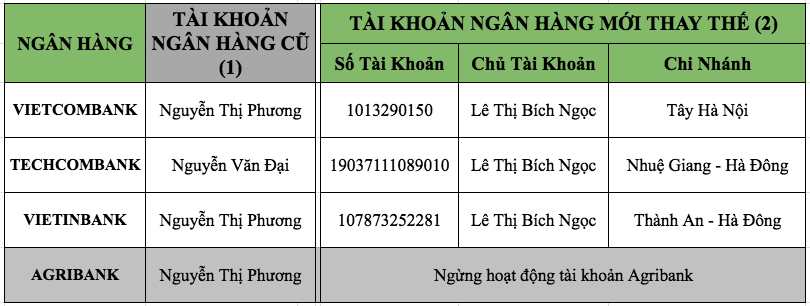 NGÂN HÀNG
TÀI KHOẢN
NGÂN HÀNG CŨ
(1)
TÀI KHOẢN NGÂN HÀNG MỚI THAY THẾ (2)
Số Tài Khoản
Chủ Tài Khoản
Chi Nhánh
VIETCOMBANK
Nguyễn Thị Phương
1013290150
Lê Thị Bích Ngọc
Tây Hà Nội
TECHCOMBANK
Nguyễn Văn Đại
19037111089010
Lê Thị Bích Ngọc
Nhuệ Giang - Hà Đông
VIETINBANK
Nguyễn Thị Phương
107873252281
Lê Thị Bích Ngọc
Thành An - Hà Đông
AGRIBANK
Nguyễn Thị Phương
Ngừng hoạt động tài khoản Agribank